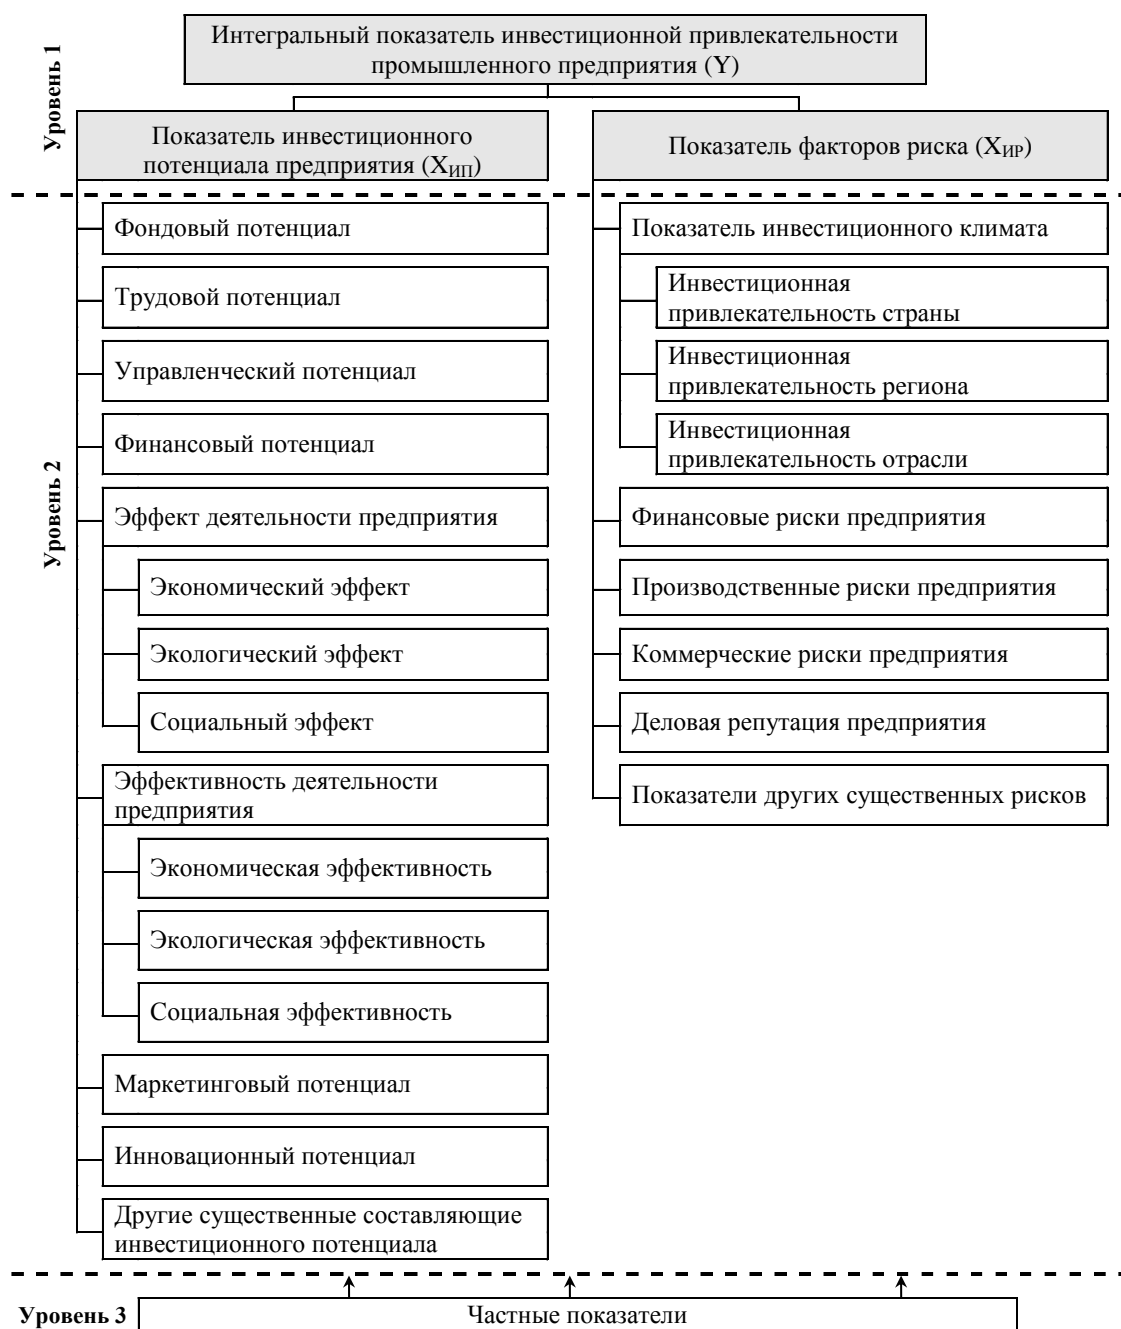 Уровень 1
Интегральный показатель инвестиционной привлекательности
промышленного предприятия (Y)
Показатель инвестиционного
потенциала предприятия (XИП)
Показатель факторов риска (XИР)
Уровень 2
Фондовый потенциал
Трудовой потенциал
Управленческий потенциал
Финансовый потенциал
Эффект деятельности предприятия
Экономический эффект
Экологический эффект
Социальный эффект
Эффективность деятельности
предприятия
Экономическая эффективность
Экологическая эффективность
Социальная эффективность
Маркетинговый потенциал
Инновационный потенциал
Другие существенные составляющие
инвестиционного потенциала
Показатель инвестиционного климата
Инвестиционная
привлекательность страны
Инвестиционная
привлекательность региона
Инвестиционная
привлекательность отрасли
Финансовые риски предприятия
Производственные риски предприятия
Коммерческие риски предприятия
Деловая репутация предприятия
Показатели других существенных рисков
Уровень 3
Частные показатели